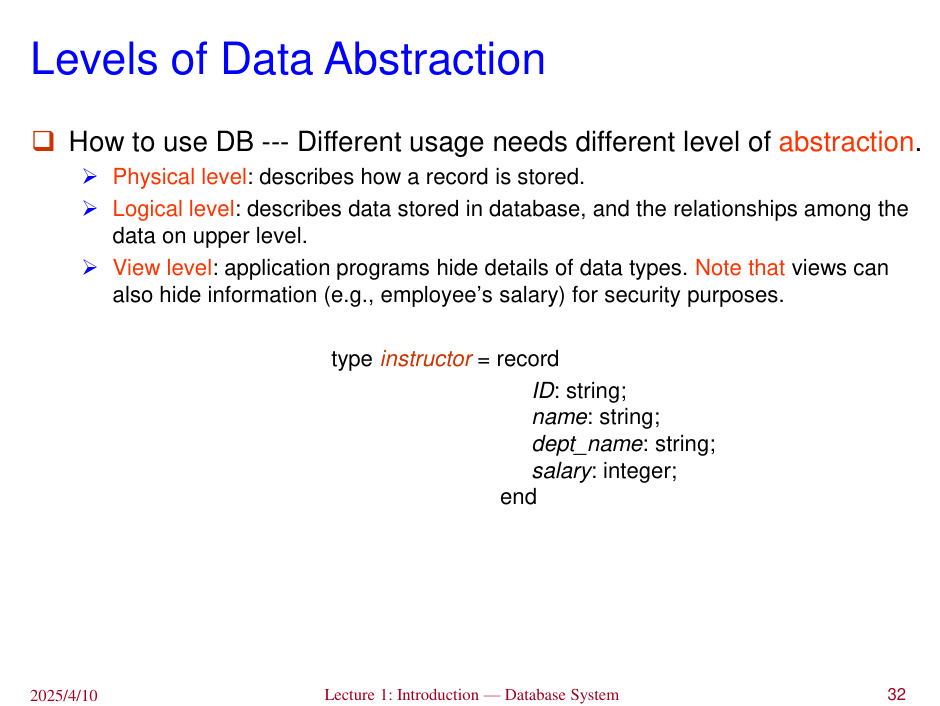 Levels of Data Abstraction
How to use DB --- Different usage needs different level of abstraction.
Physical level: describes how a record is stored.
Logical level: describes data stored in database, and the relationships among the
data on upper level.
View level: application programs hide details of data types. Note that views can
also hide information (e.g., employee’s salary) for security purposes.
type instructor = record
ID: string;
name: string;
dept_name: string;
salary: integer;
end
2025/4/10
Lecture 1: Introduction — Database System
32